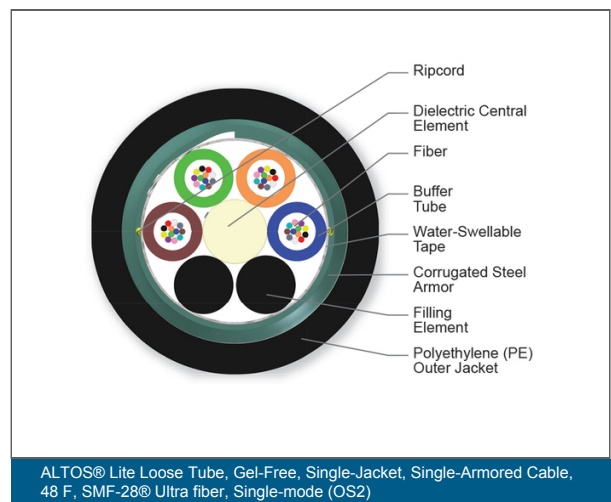 Ripcord
Dielectric Central
Element
Fiber
Buffer
Tube
Water-Swellable
Tape
Corrugated Steel
Armor
Filling
Element
Polyethylene (PE)
Outer Jacket
ALTOS® Lite Loose Tube, Gel-Free, Single-Jacket, Single-Armored Cable,
48 F, SMF-28® Ultra fiber, Single-mode (OS2)